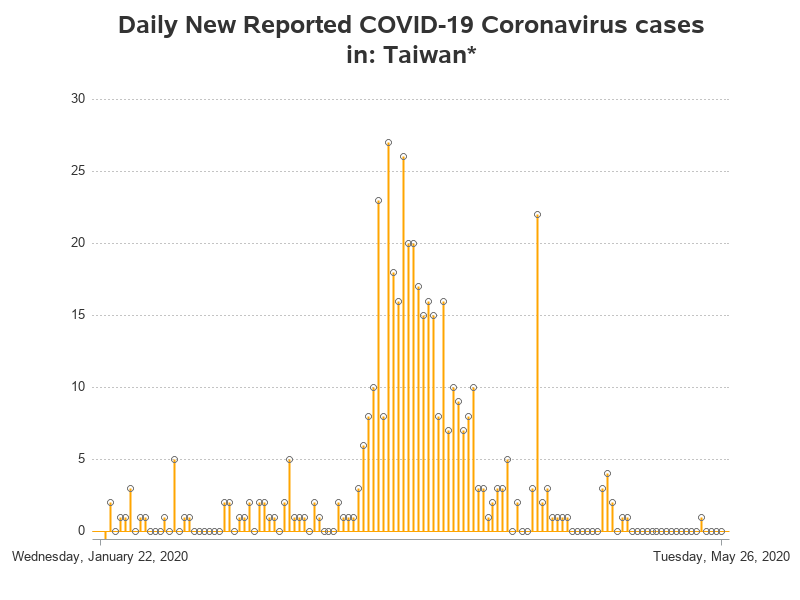 Daily New Reported COVID-19 Coronavirus cases
in: Taiwan*
30
25
20
15
10
5
0
Wednesday, January 22, 2020
Tuesday, May 26, 2020